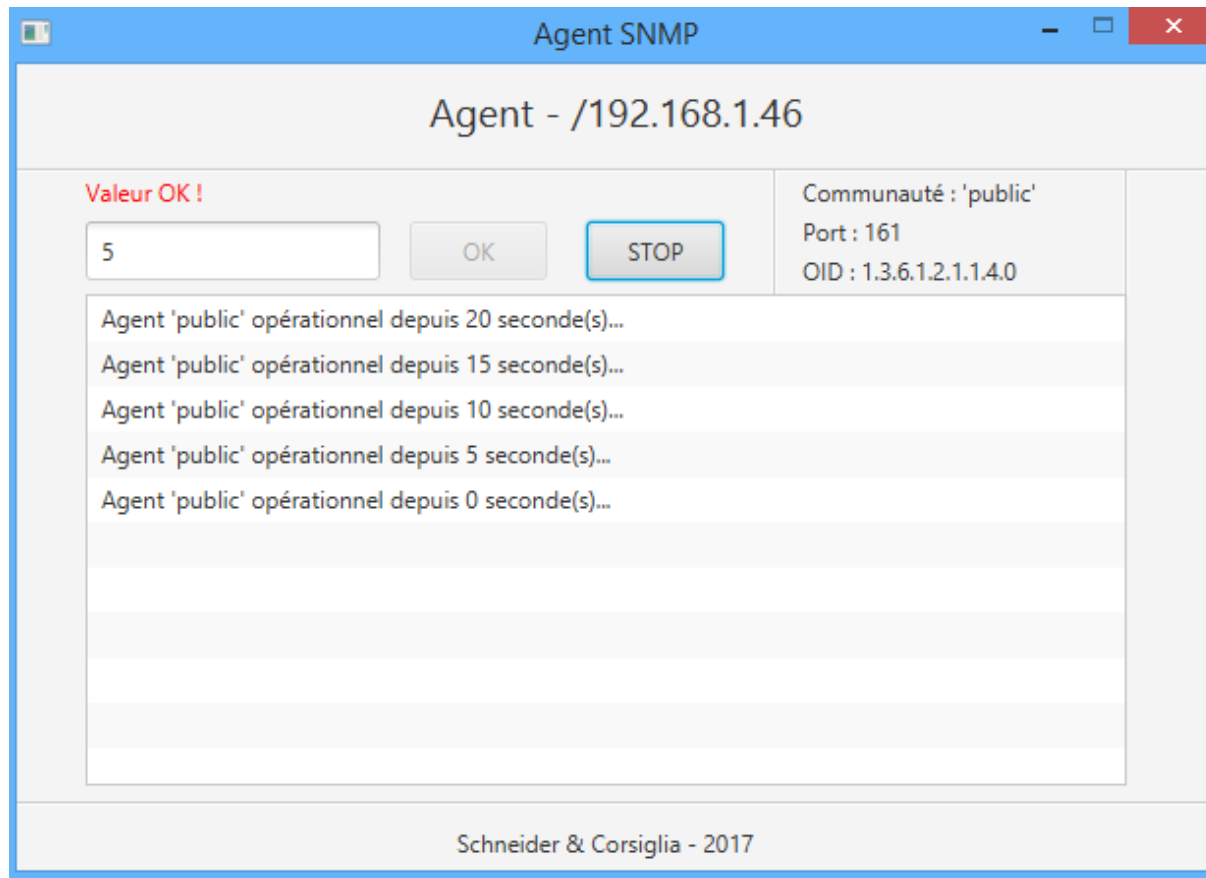 Agent SNMP
Agent - /192.168.1.46
Valeur OK !
5
OK
STOP
Communauté : 'public'
Port : 161
OID : 1.3.6.1.2.1.1.4.0
Agent 'public' opérationnel depuis 20 seconde(s)...
Agent 'public' opérationnel depuis 15 seconde(s)...
Agent 'public' opérationnel depuis 10 seconde(s)...
Agent 'public' opérationnel depuis 5 seconde(s)...
Agent 'public' opérationnel depuis 0 seconde(s)...
Schneider & Corsiglia - 2017